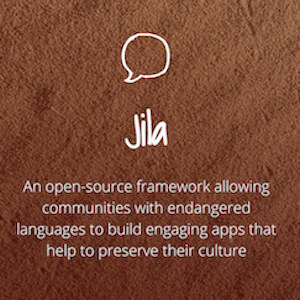 Jila
An open-source framework allowing
communities with endangered
languages to build engaging apps that
help to preserve their culture